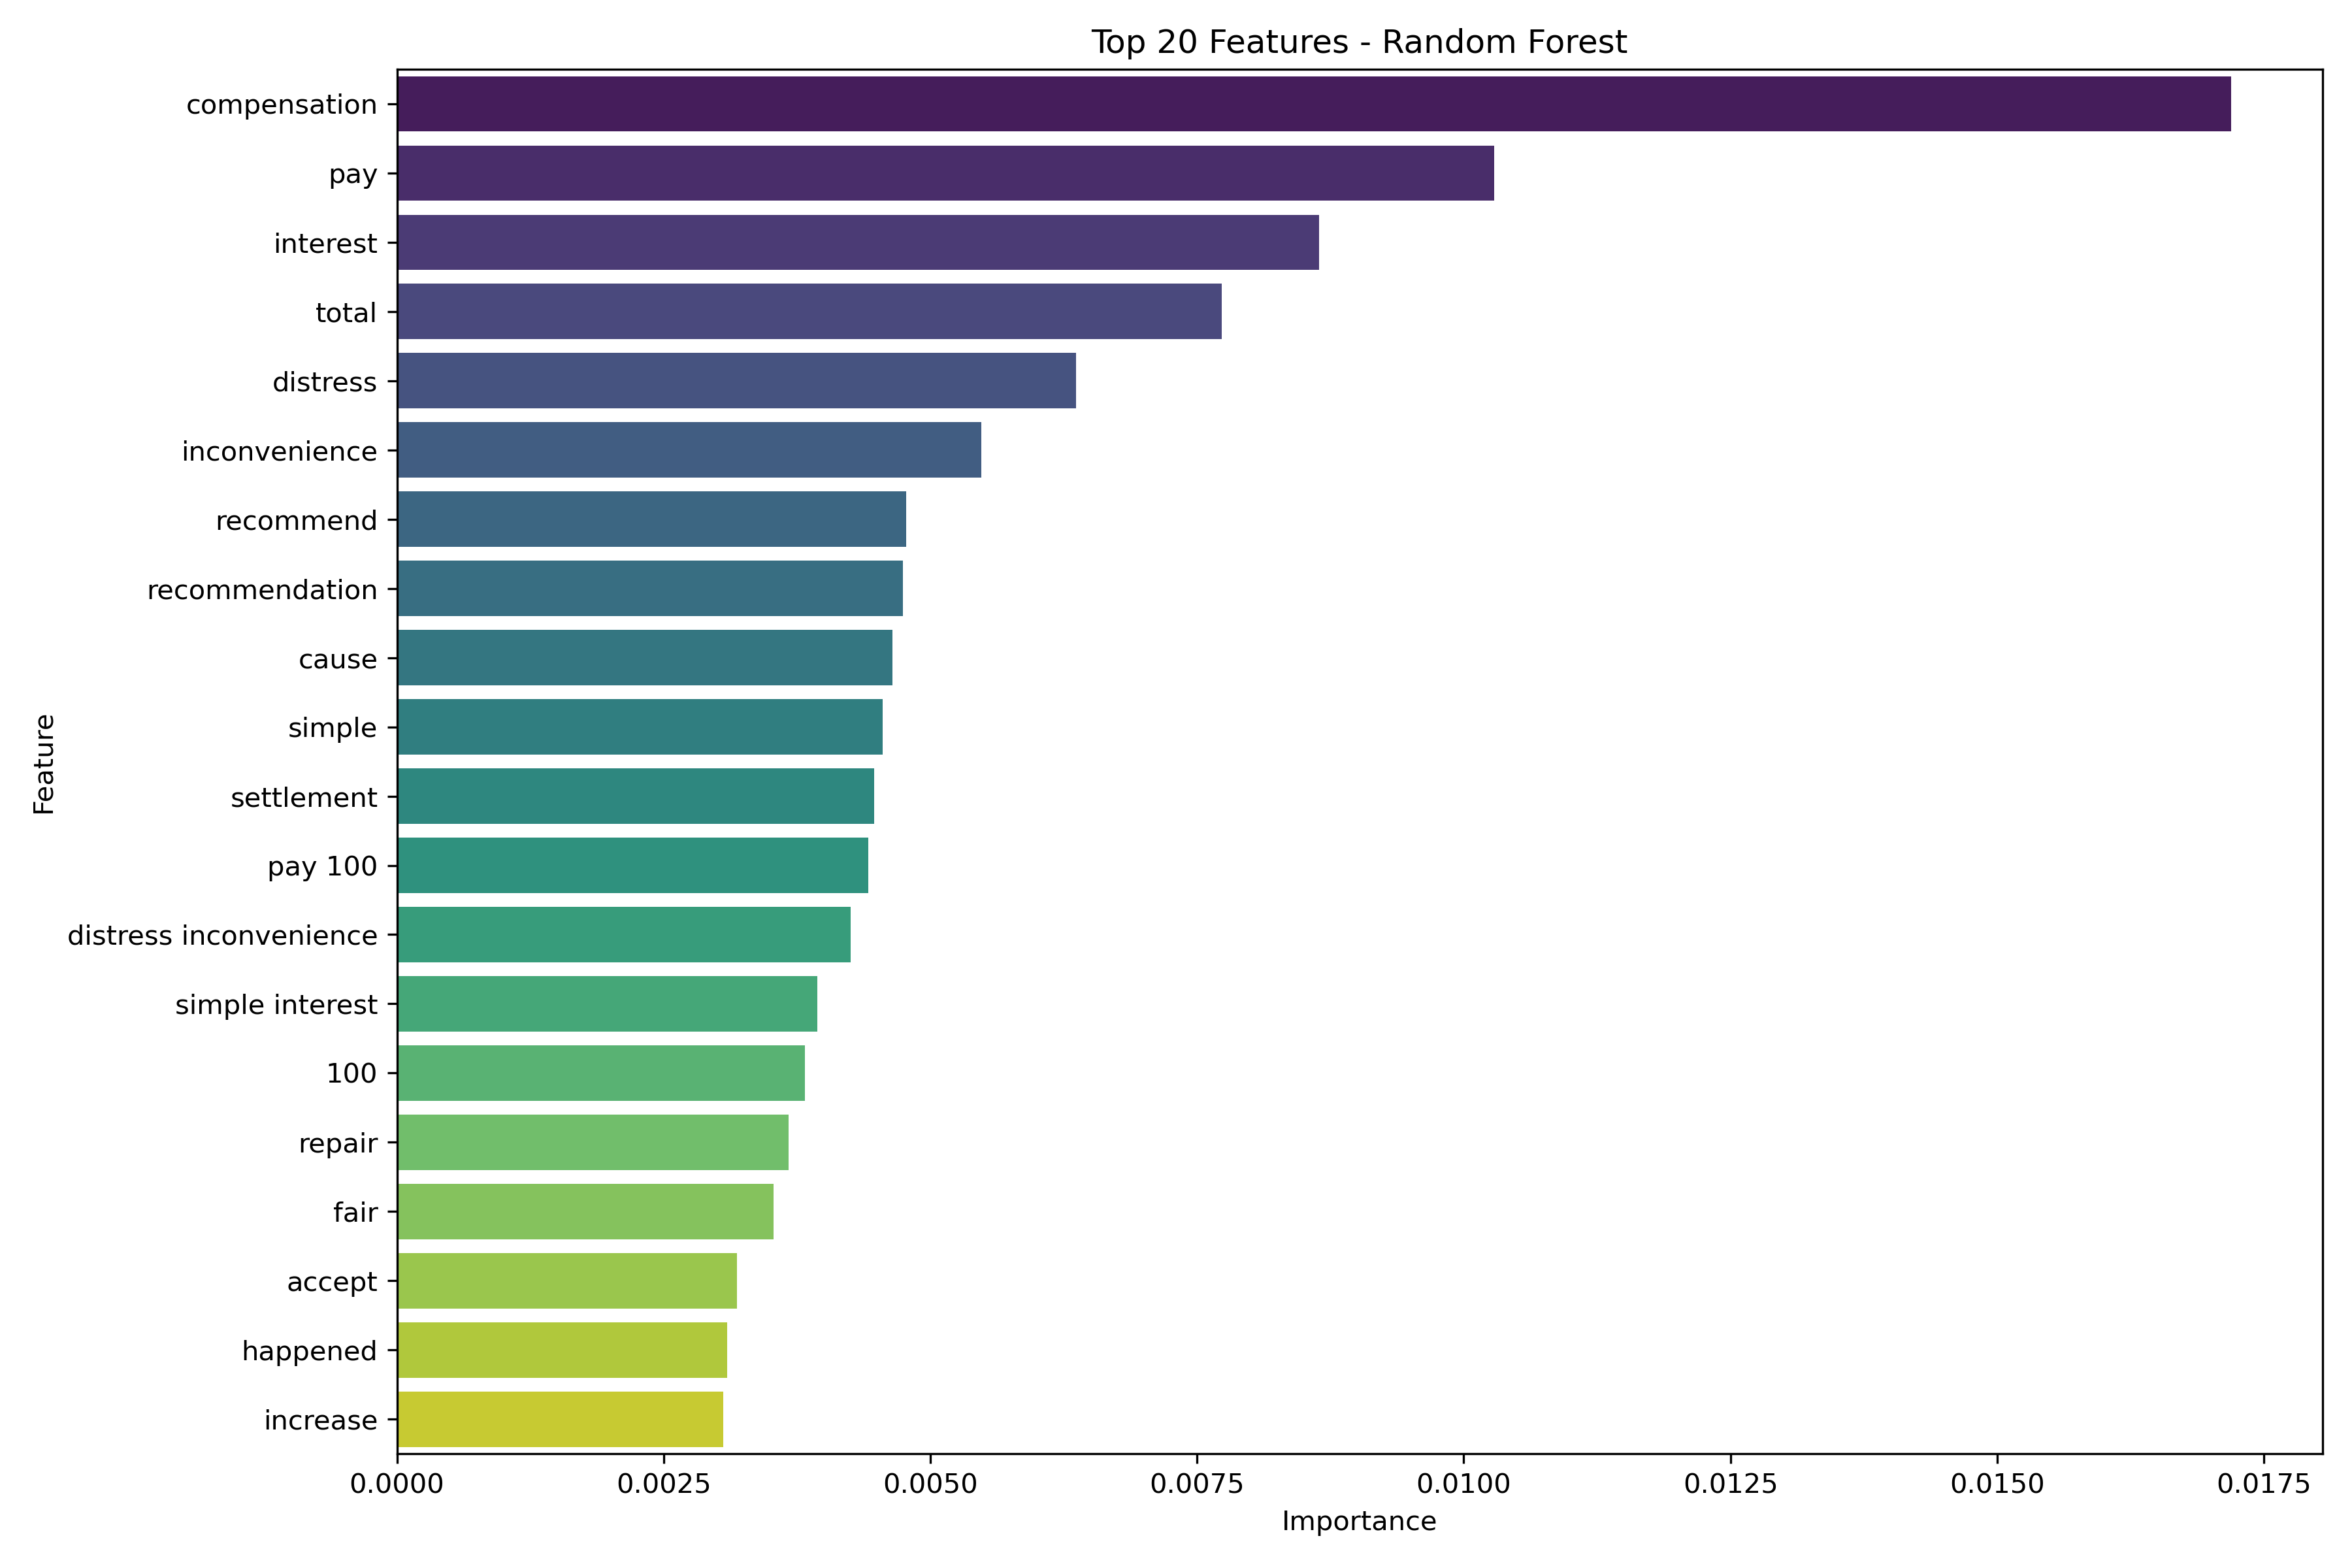 Top 20 Features - Random Forest
compensation
pay
interest
total
distress
inconvenience
recommend
recommendation
cause
simple
settlement
pay 100
distress inconvenience
simple interest
100
repair
fair
accept
happened
increase
Feature
0.0000 0.0025 0.0050 0.0075 0.0100 0.0125 0.0150 0.0175
Importance